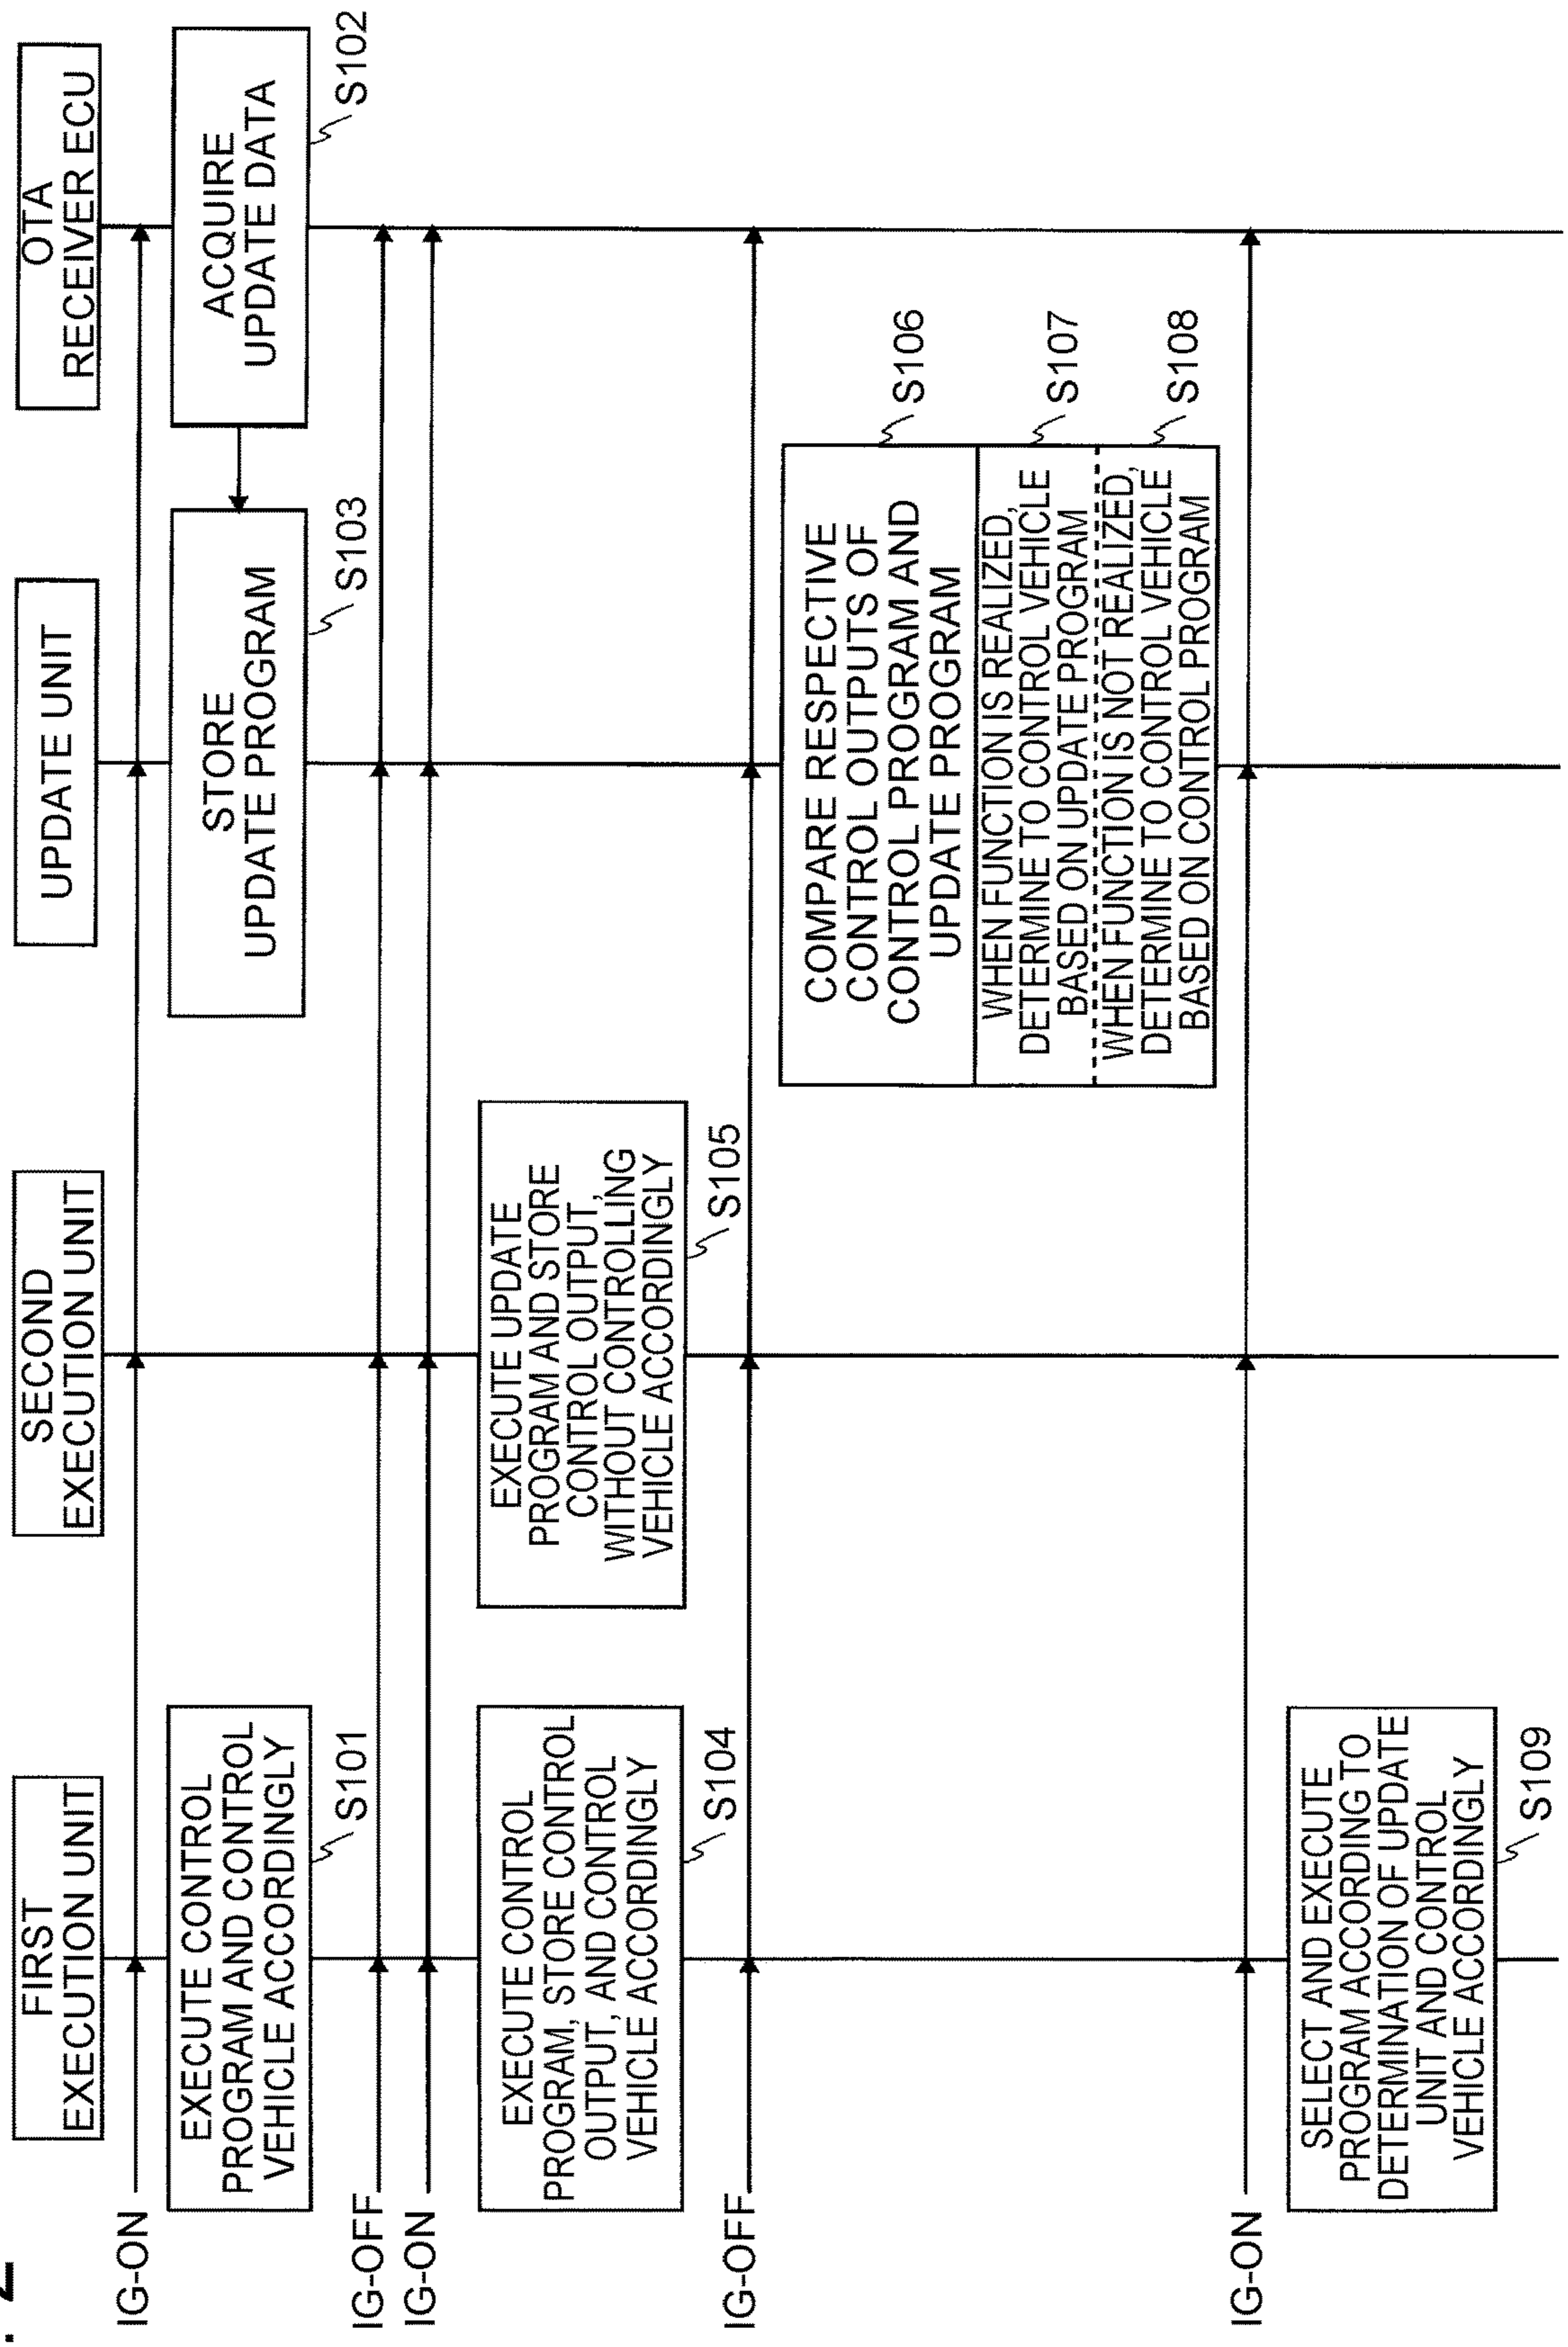 FIRST
EXECUTION UNIT
SECOND
EXECUTION UNIT
UPDATE UNIT
OTA
RECEIVER ECU
IG-ON
EXECUTE CONTROL
PROGRAM AND CONTROL
VEHICLE ACCORDINGLY
S101
STORE
UPDATE PROGRAM
S103
ACQUIRE
UPDATE DATA
S102
IG-OFF
IG-ON
EXECUTE CONTROL
PROGRAM, STORE CONTROL
OUTPUT, AND CONTROL
VEHICLE ACCORDINGLY
S104
EXECUTE UPDATE
PROGRAM AND STORE
CONTROL OUTPUT,
WITHOUT CONTROLLING
VEHICLE ACCORDINGLY
S105
IG-OFF
COMPARE RESPECTIVE
CONTROL OUTPUTS OF
CONTROL PROGRAM AND
UPDATE PROGRAM
S106
WHEN FUNCTION IS REALIZED,
DETERMINE TO CONTROL VEHICLE
BASED ON UPDATE PROGRAM
S107
WHEN FUNCTION IS NOT REALIZED,
DETERMINE TO CONTROL VEHICLE
BASED ON CONTROL PROGRAM
S108
IG-ON
SELECT AND EXECUTE
PROGRAM ACCORDING TO
DETERMINATION OF UPDATE
UNIT AND CONTROL
VEHICLE ACCORDINGLY
S109